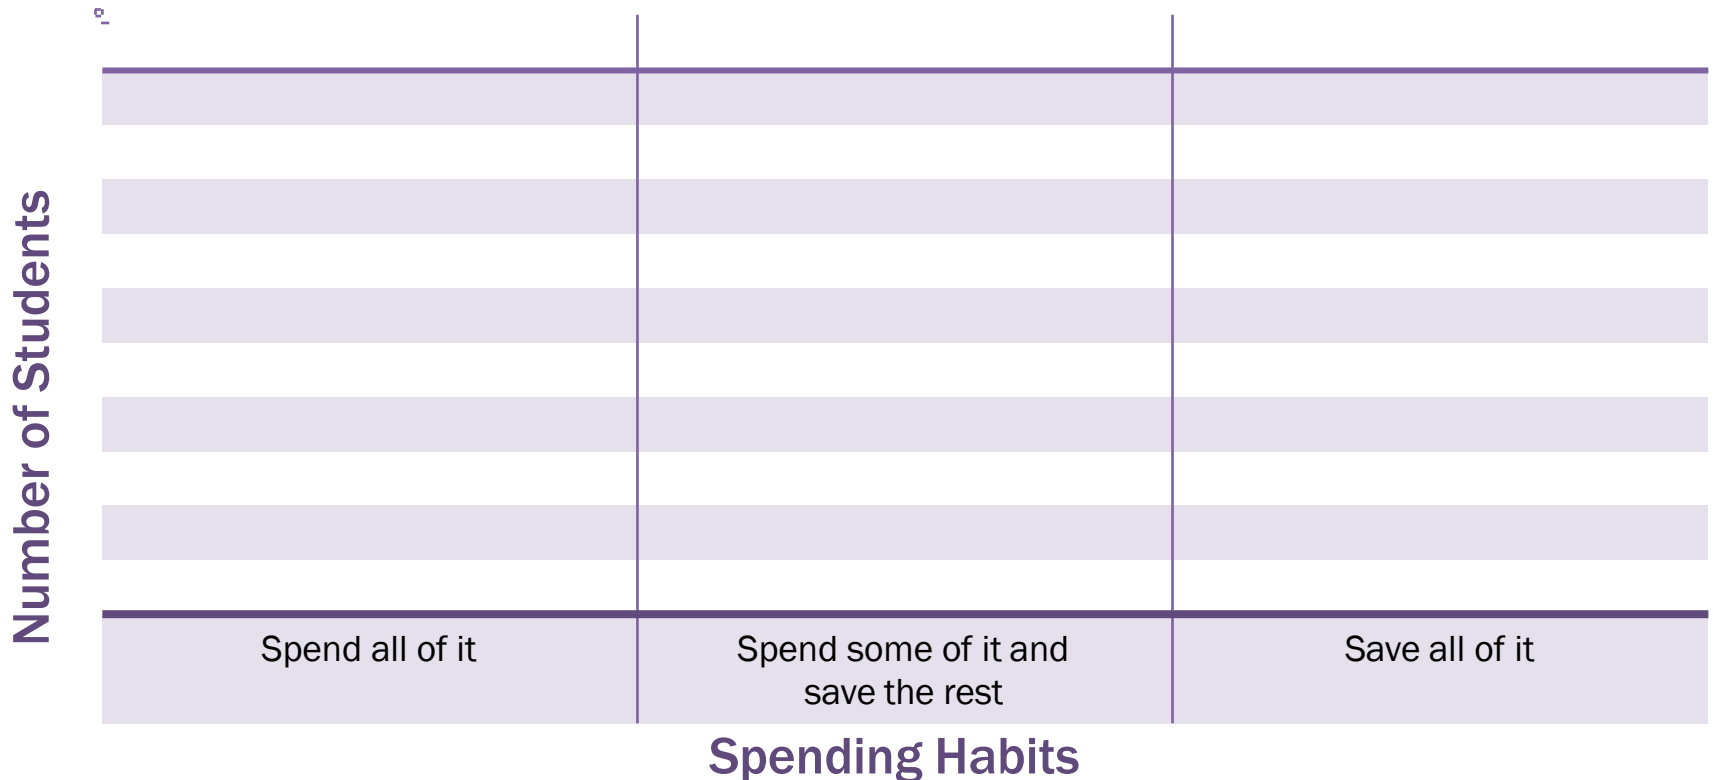 Number of Students
Spend all of it
Spend some of it and
save the rest
Save all of it
Spending Habits